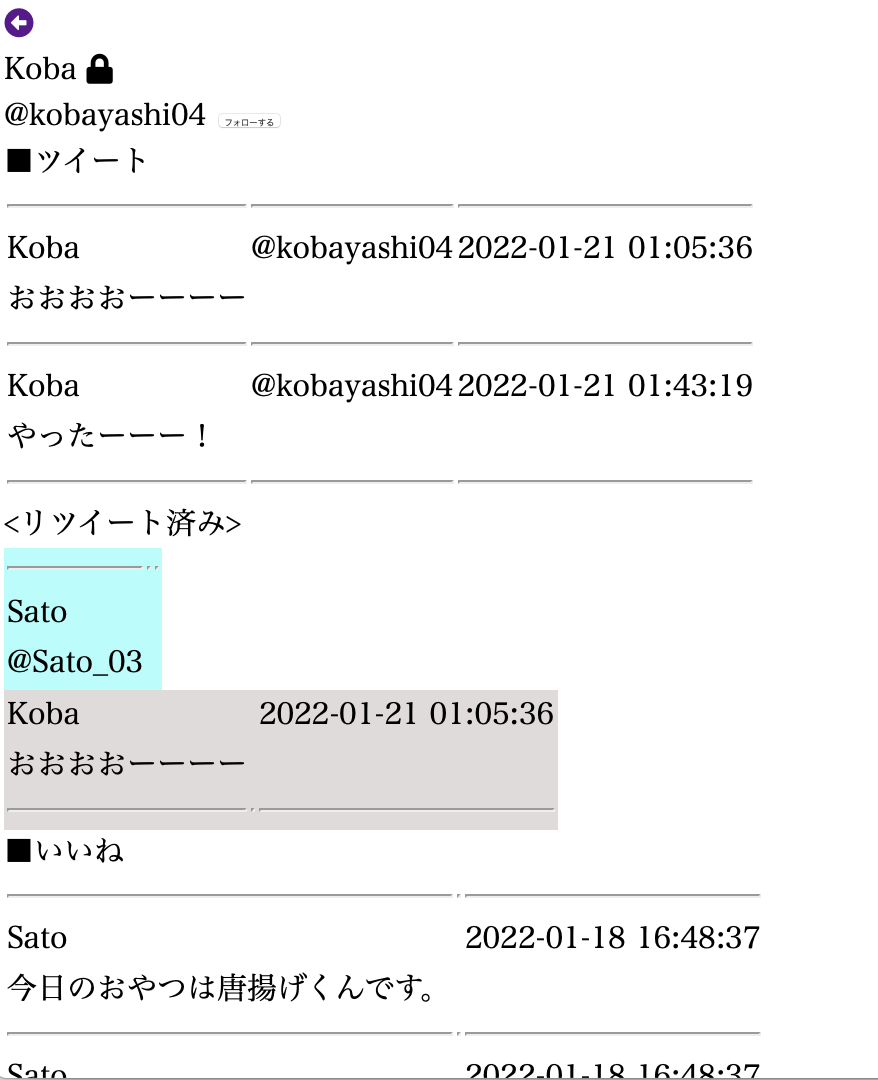 Koba
@kobayashi04 フォローする
■ツイート
Koba @kobayashi04 2022-01-21 01:05:36
おおおおーーーー
Koba @kobayashi04 2022-01-21 01:43:19
やったーーー！
<リツイート済み>
Sato
@Sato_03
Koba 2022-01-21 01:05:36
おおおおーーーー
■いいね
Sato 2022-01-18 16:48:37
今日のおやつは唐揚げくんです。
Sato 2022-01-18 16:48:37